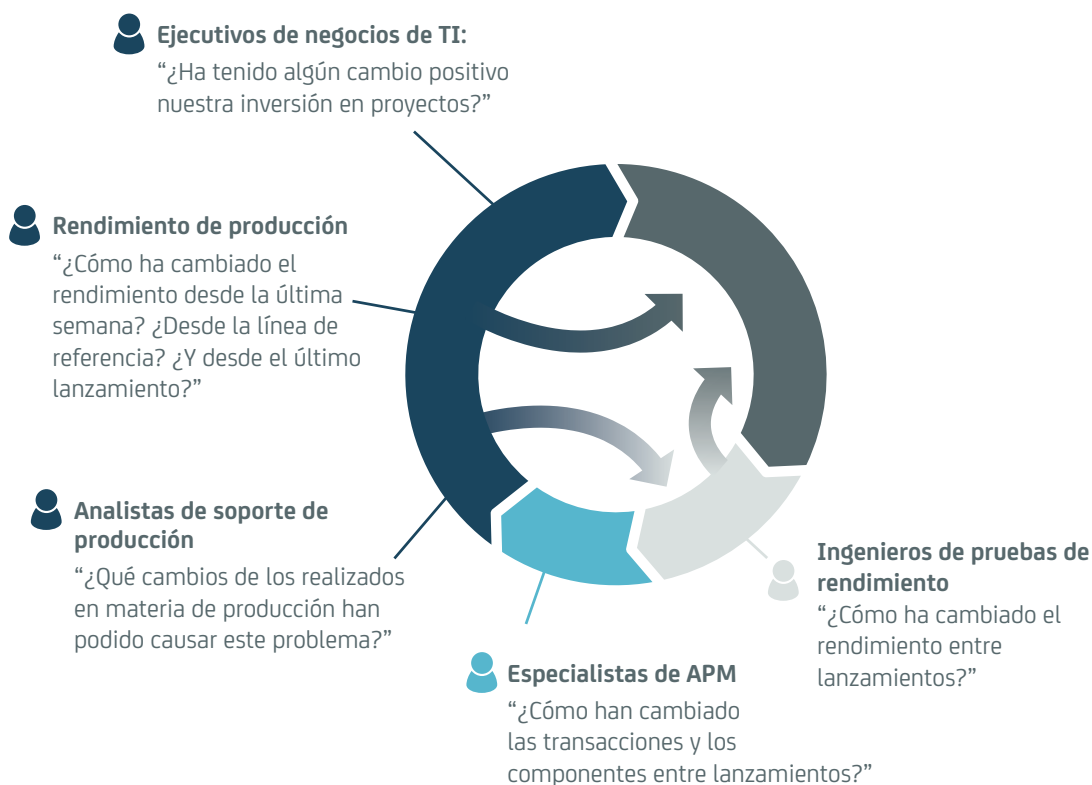 Ejecutivos de negocios de TI:
“¿Ha tenido algún cambio positivo
nuestra inversión en proyectos?”
Rendimiento de producción
“¿Cómo ha cambiado el
rendimiento desde la última
semana? ¿Desde la línea de
referencia? ¿Y desde el último
lanzamiento?”
Analistas de soporte de
producción
“¿Qué cambios de los realizados
en materia de producción han
podido causar este problema?”
Ingenieros de pruebas de
rendimiento
“¿Cómo ha cambiado el
rendimiento entre
lanzamientos?”
Especialistas de APM
“¿Cómo han cambiado
las transacciones y los
componentes entre lanzamientos?”